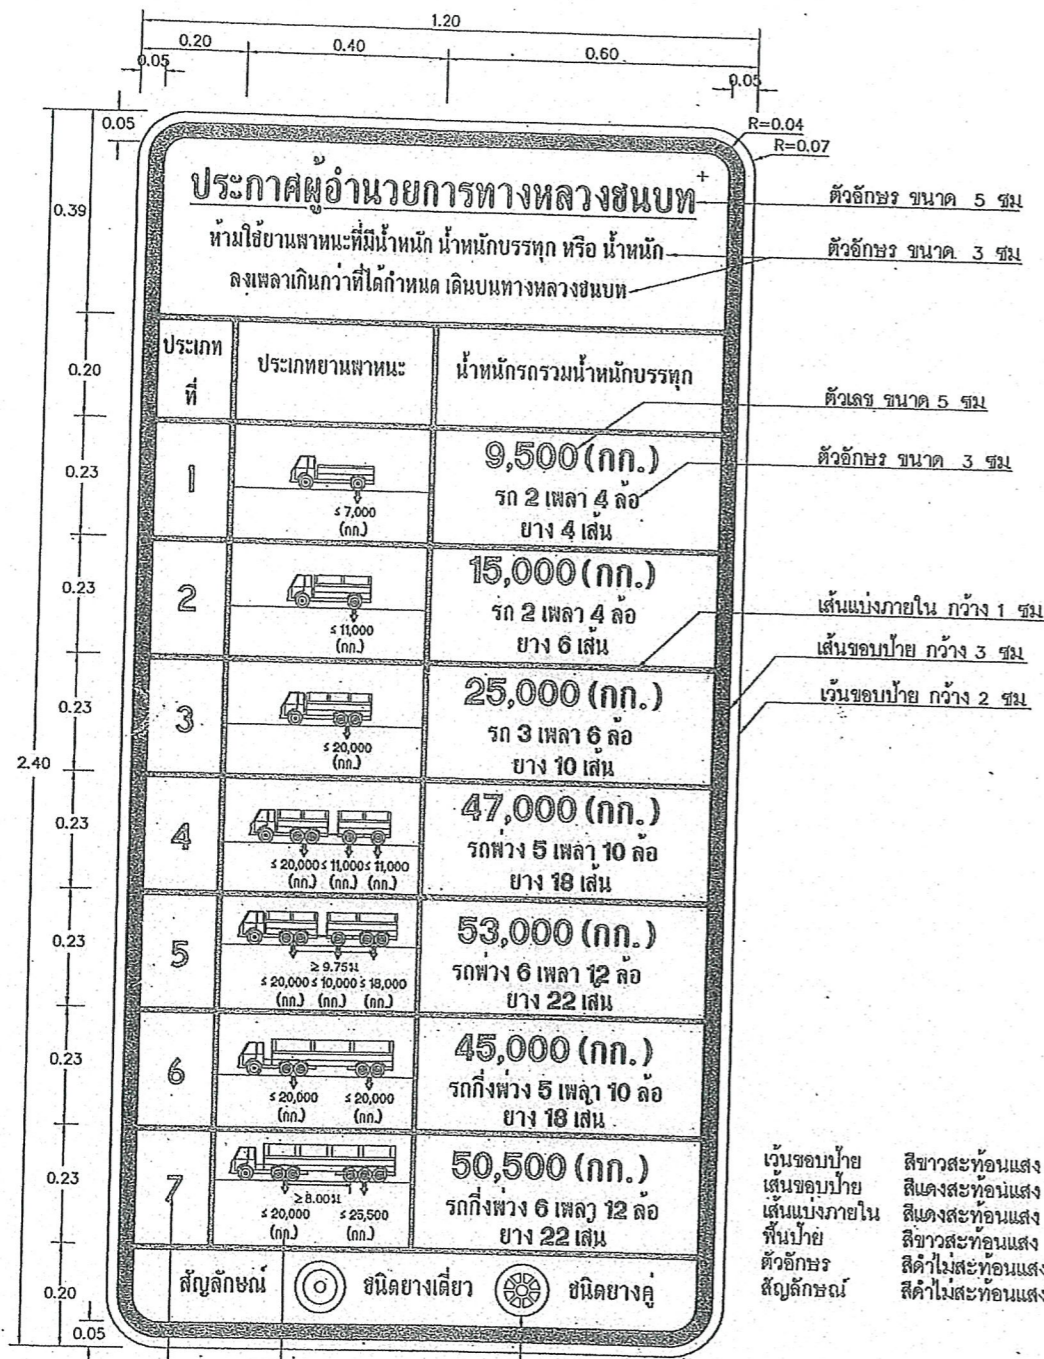 1.20
0.20 0.40 0.60
0.05 0.05
R=0.04
R=0.07
0.05
0.39
0.20
0.23
0.23
0.23
0.23
0.23
0.23
0.23
0.20
0.05
2.40
ประกาศผู้อำนวยการทางหลวงชนบท
ห้ามใช้ยานพาหนะที่มีน้ำหนัก น้ำหนักบรรทุก หรือ น้ำหนัก
ลงเพลาเกินกว่าที่ได้กำหนด เดินบนทางหลวงชนบท
ตัวอักษร ขนาด 5 ซม
ตัวอักษร ขนาด 3 ซม
ประเภท
ที่
ประเภทยานพาหนะ
น้ำหนักรถรวมน้ำหนักบรรทุก
ตัวเลข ขนาด 5 ซม
ตัวอักษร ขนาด 3 ซม
1
≤ 7,000
(กก.)
9,500 (กก.)
รถ 2 เพลา 4 ล้อ
ยาง 4 เส้น
2
≤ 11,000
(กก.)
15,000 (กก.)
รถ 2 เพลา 4 ล้อ
ยาง 6 เส้น
เส้นแบ่งภายใน กว้าง 1 ซม
เส้นขอบป้าย กว้าง 3 ซม
เว้นขอบป้าย กว้าง 2 ซม
3
≤ 20,000
(กก.)
25,000 (กก.)
รถ 3 เพลา 6 ล้อ
ยาง 10 เส้น
4
≤ 20,000 ≤ 11,000 ≤ 11,000
(กก.) (กก.) (กก.)
47,000 (กก.)
รถพ่วง 5 เพลา 10 ล้อ
ยาง 18 เส้น
5
≥ 9.75ม
≤ 20,000 ≤ 10,000 ≤ 18,000
(กก.) (กก.) (กก.)
53,000 (กก.)
รถพ่วง 6 เพลา 12 ล้อ
ยาง 22 เส้น
6
≤ 20,000 ≤ 20,000
(กก.) (กก.)
45,000 (กก.)
รถกึ่งพ่วง 5 เพลา 10 ล้อ
ยาง 18 เส้น
7
≥ 8.00ม
≤ 20,000 ≤ 25,500
(กก.) (กก.)
50,500 (กก.)
รถกึ่งพ่วง 6 เพลา 12 ล้อ
ยาง 22 เส้น
สัญลักษณ์ ชนิดยางเดี่ยว ชนิดยางคู่
เว้นขอบป้าย สีขาวสะท้อนแสง
เส้นขอบป้าย สีแดงสะท้อนแสง
เส้นแบ่งภายใน สีแดงสะท้อนแสง
พื้นป้าย สีขาวสะท้อนแสง
ตัวอักษร สีดำไม่สะท้อนแสง
สัญลักษณ์ สีดำไม่สะท้อนแสง